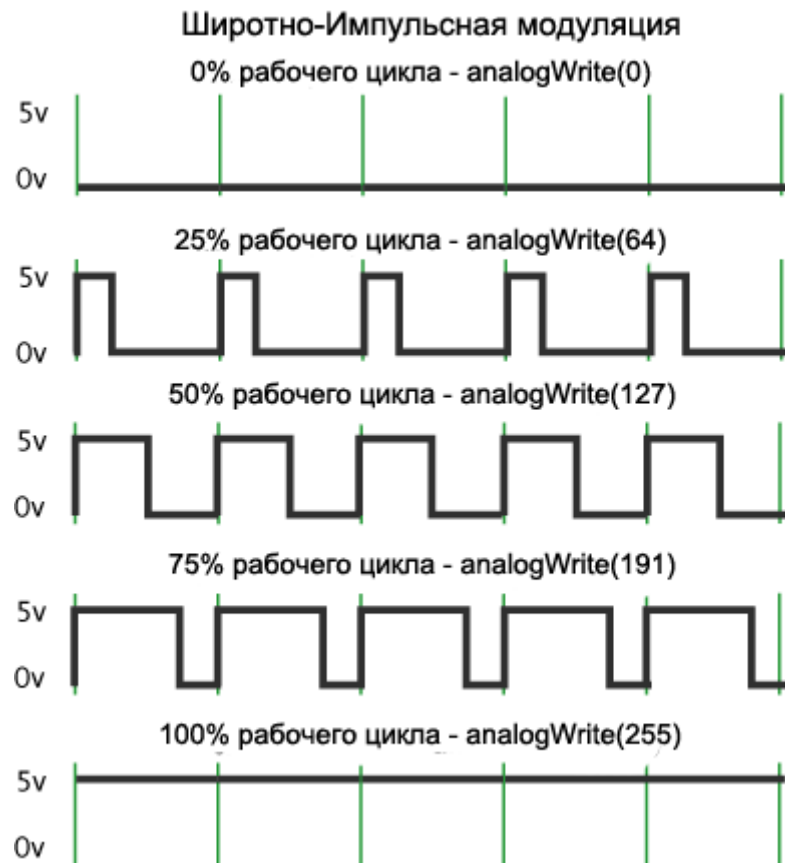 Широтно-Импульсная модуляция
0% рабочего цикла - analogWrite(0)
5v
0v
25% рабочего цикла - analogWrite(64)
5v
0v
50% рабочего цикла - analogWrite(127)
5v
0v
75% рабочего цикла - analogWrite(191)
5v
0v
100% рабочего цикла - analogWrite(255)
5v
0v